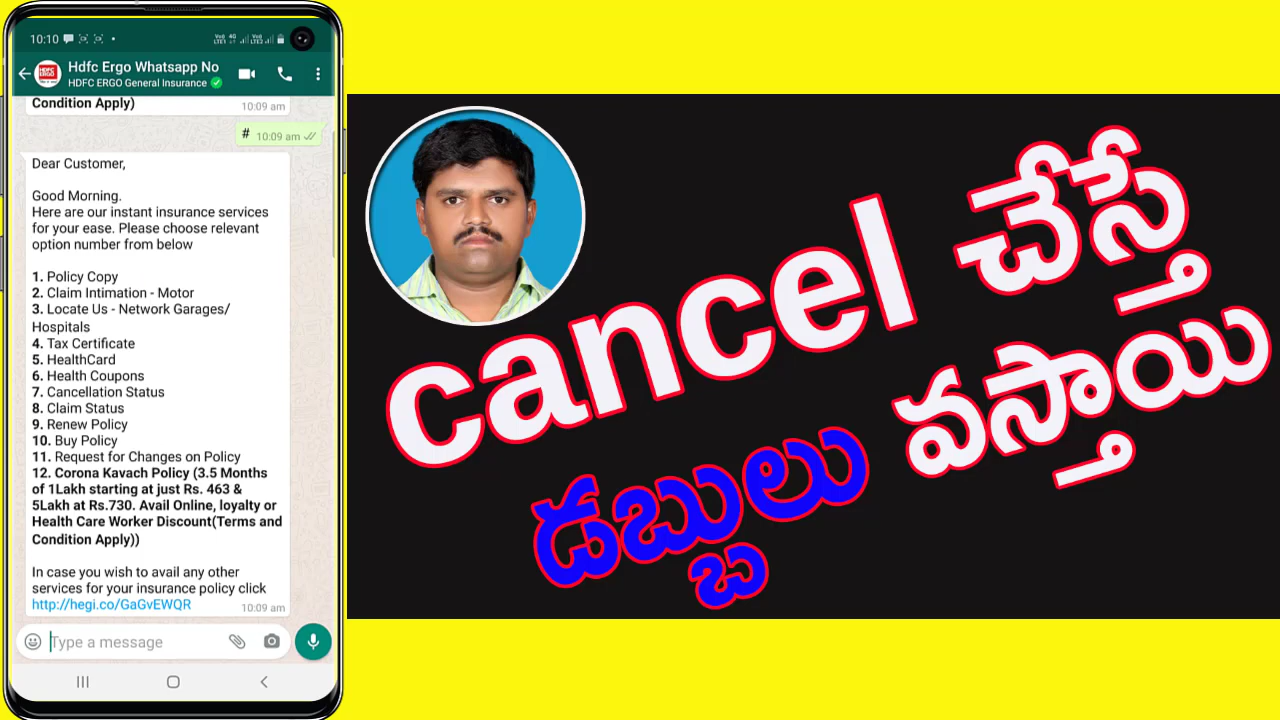 10:10
Hdfc Ergo Whatsapp No
HDFC ERGO General Insurance
Condition Apply)
10:09 am
# 10:09 am
Dear Customer,
Good Morning.
Here are our instant insurance services
for your ease. Please choose relevant
option number from below
1. Policy Copy
2. Claim Intimation - Motor
3. Locate Us - Network Garages/
Hospitals
4. Tax Certificate
5. HealthCard
6. Health Coupons
7. Cancellation Status
8. Claim Status
9. Renew Policy
10. Buy Policy
11. Request for Changes on Policy
12. Corona Kavach Policy (3.5 Months
of 1Lakh starting at just Rs. 463 &
5Lakh at Rs.730. Avail Online, loyalty or
Health Care Worker Discount(Terms and
Condition Apply))
In case you wish to avail any other
services for your insurance policy click
http://hegi.co/GaGvEWQR
10:09 am
Type a message
cancel చేస్తే
డబ్బులు వస్తాయి